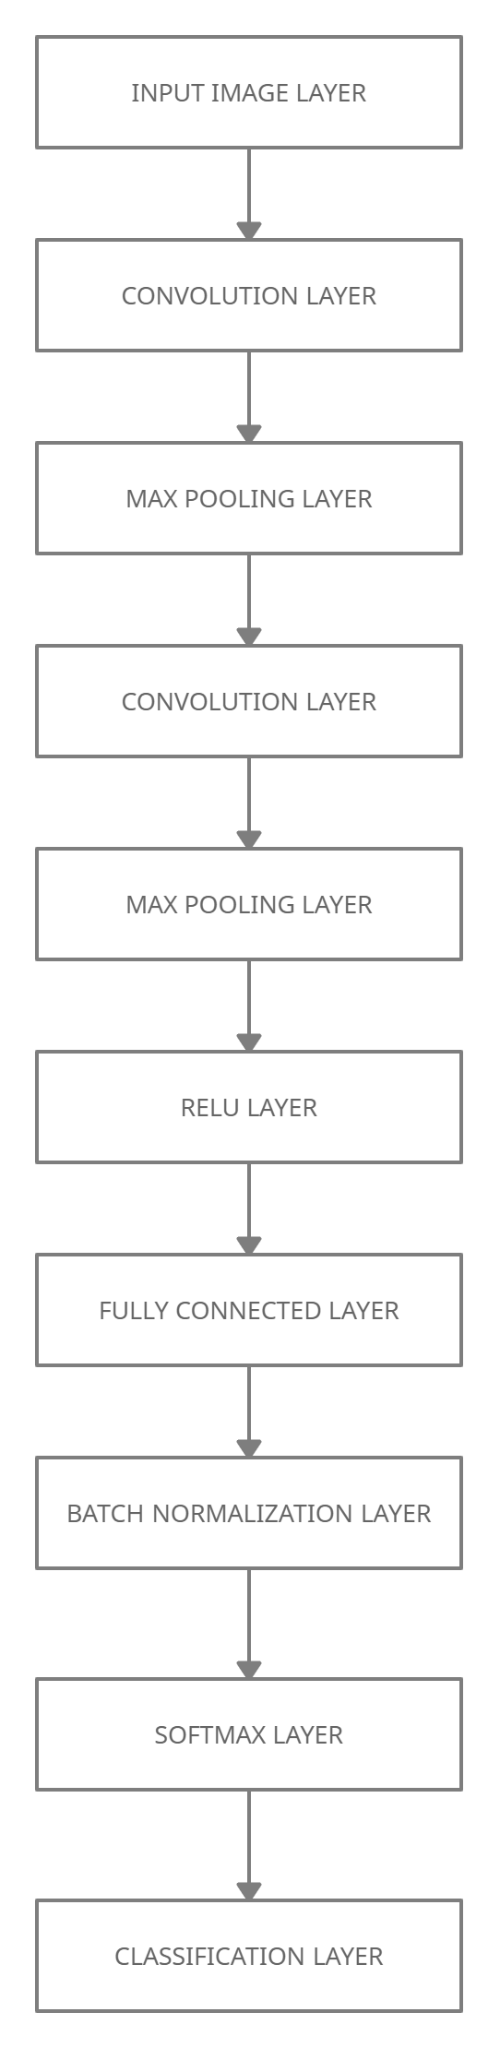 INPUT IMAGE LAYER
CONVOLUTION LAYER
MAX POOLING LAYER
CONVOLUTION LAYER
MAX POOLING LAYER
RELU LAYER
FULLY CONNECTED LAYER
BATCH NORMALIZATION LAYER
SOFTMAX LAYER
CLASSIFICATION LAYER